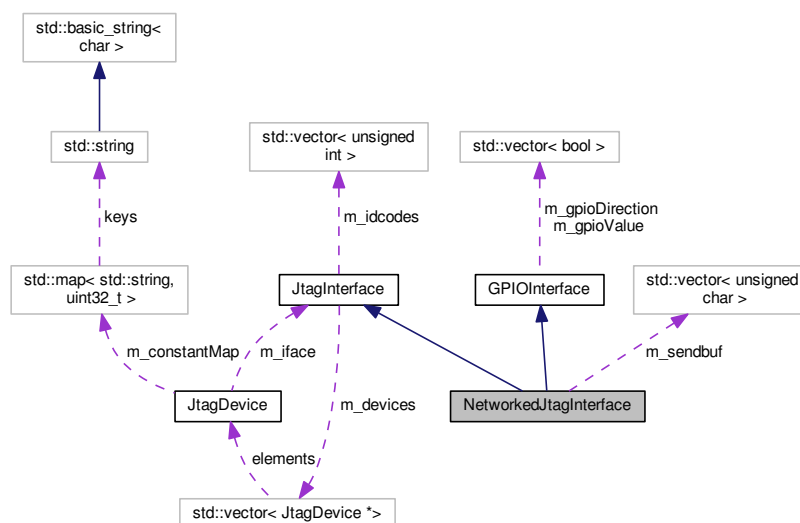 std::basic_string<
char >
std::string
std::vector< unsigned
int >
std::vector< bool >
keys
m_idcodes
m_gpioDirection
m_gpioValue
std::map< std::string,
uint32_t >
JtagInterface
GPIOInterface
std::vector< unsigned
char >
m_constantMap
m_iface
m_sendbuf
JtagDevice
m_devices
NetworkedJtagInterface
elements
std::vector< JtagDevice *>